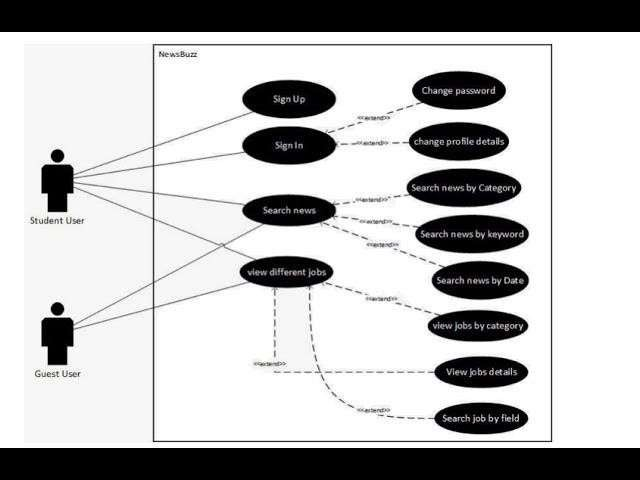 NewsBuzz
Sign Up
Change password
<<extend>>
Sign In
<<extend>>
change profile details
Student User
Search news
<<extend>>
Search news by Category
<<extend>>
Search news by keyword
<<extend>>
Search news by Date
view different jobs
<<extend>>
view jobs by category
Guest User
<<extend>>
View jobs details
<<extend>>
Search job by field